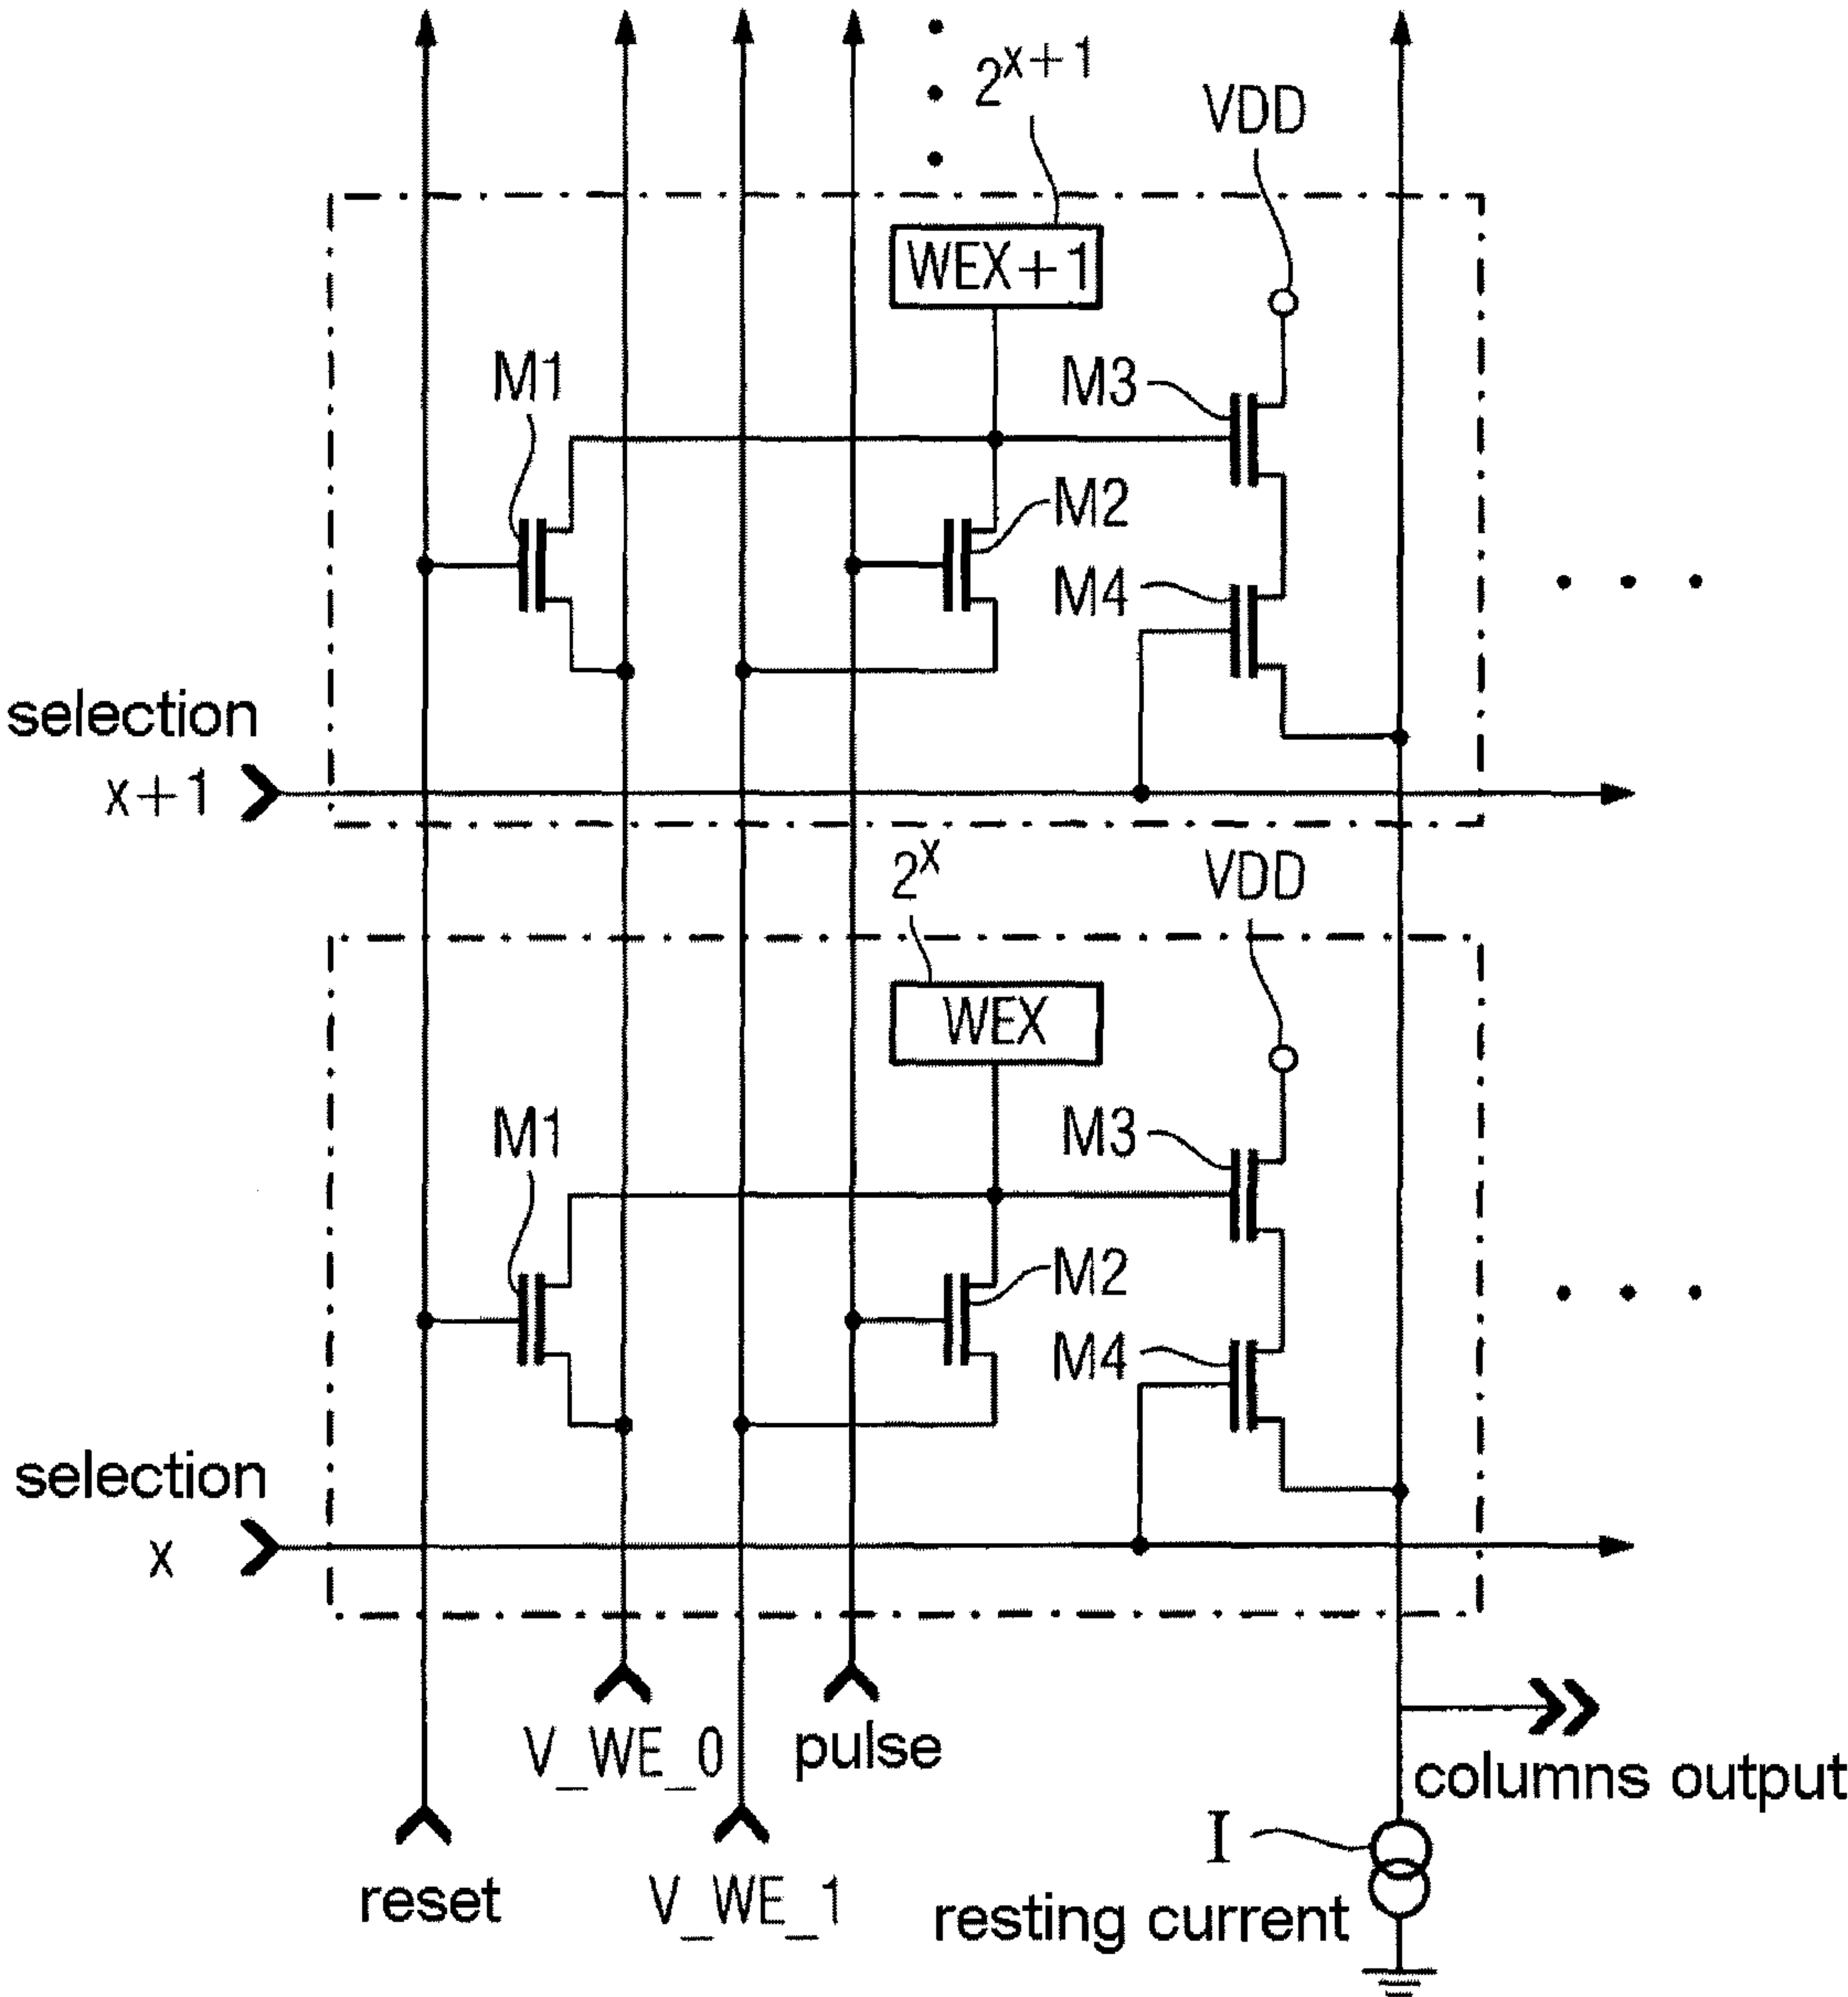 2^{x+1}
VDD
WEX+1
M1
M3
M2
M4
selection
x+1
2^x
VDD
WEX
M1
M3
M2
M4
selection
x
V_WE_0
pulse
columns output
reset
V_WE_1
I
resting current